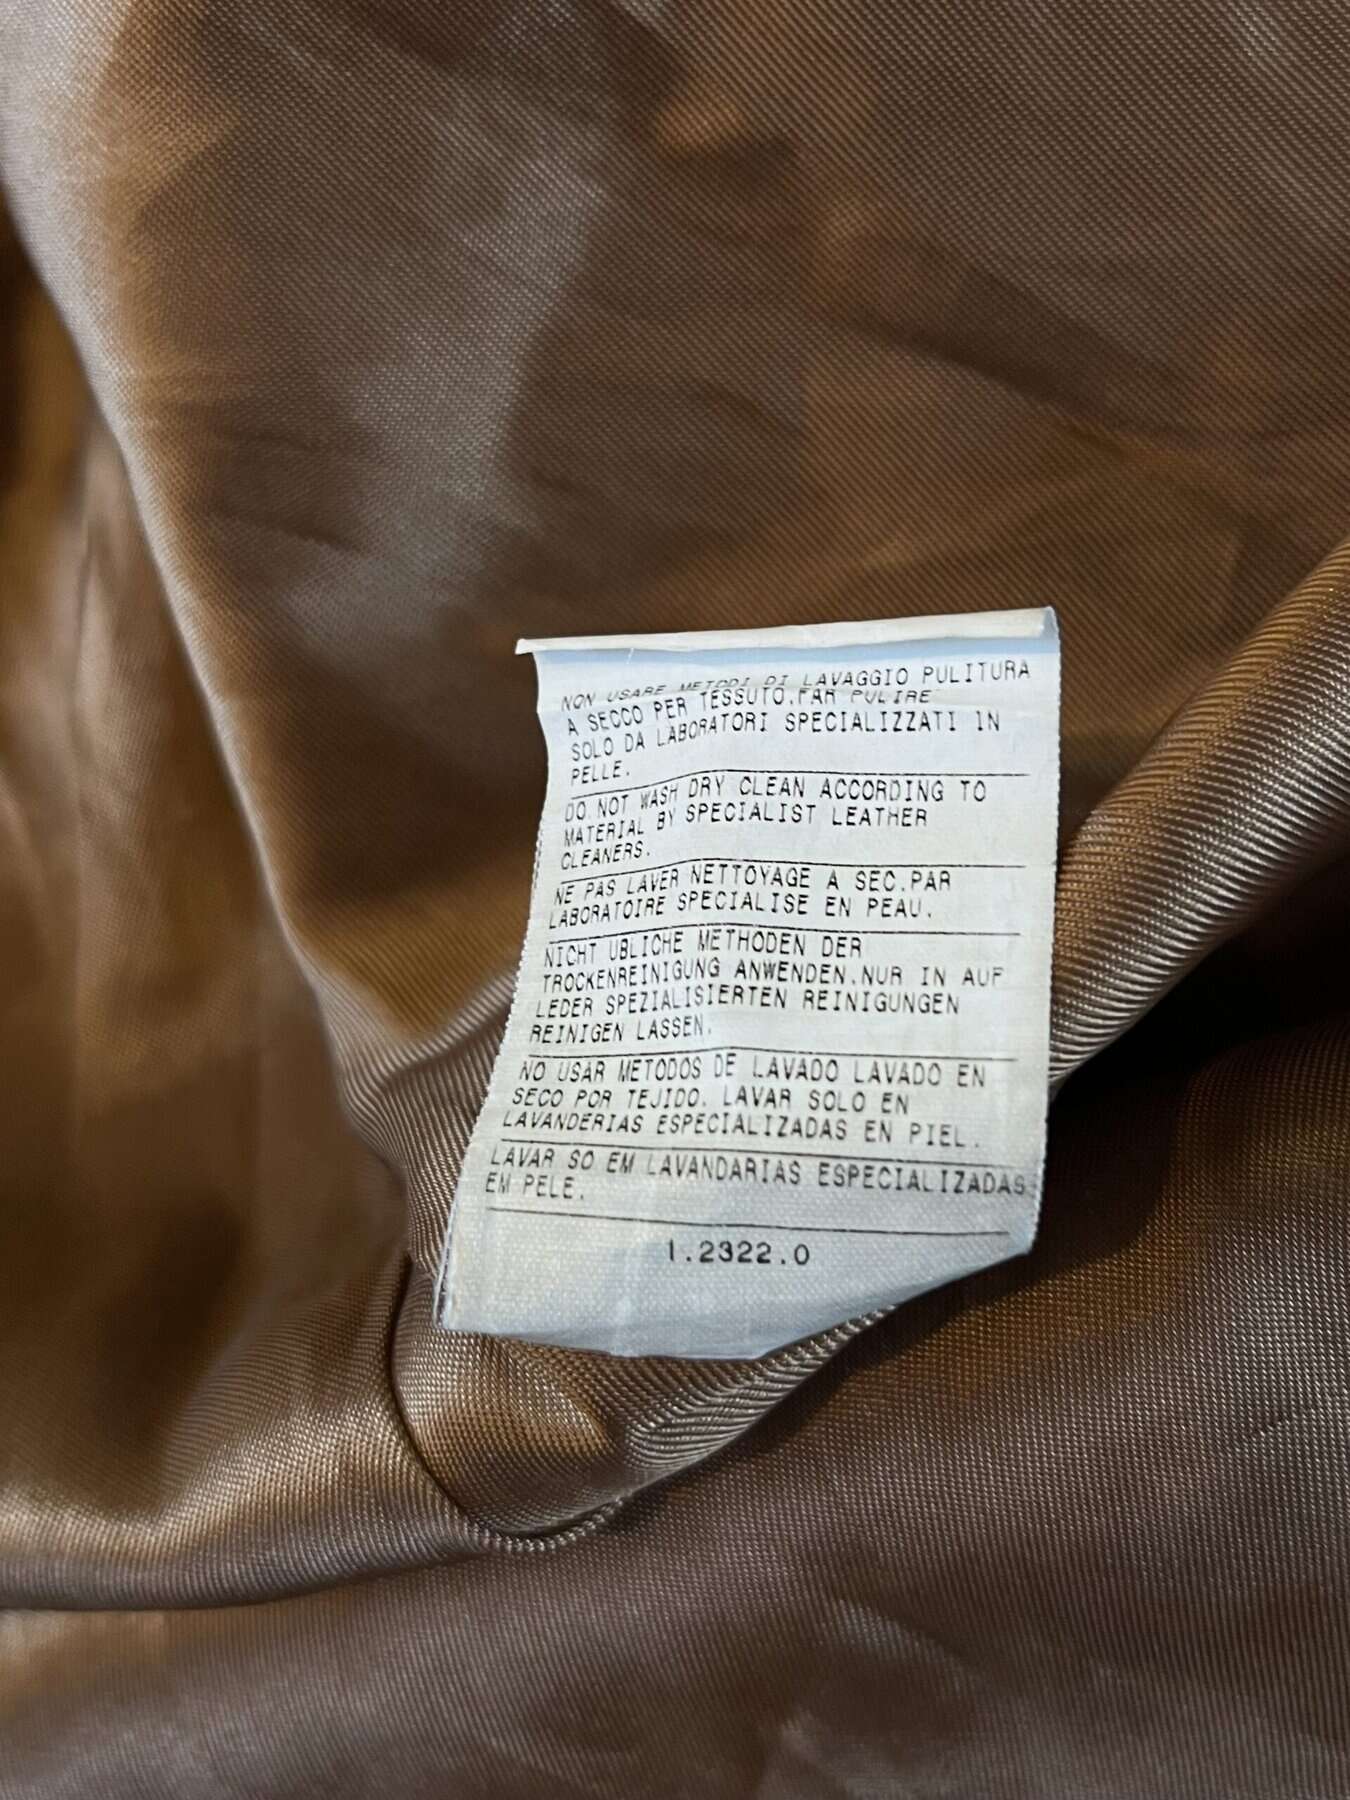 NON USARE METODI DI LAVAGGIO PULITURA
A SECCO PER TESSUTO.FAR PULIRE
SOLO DA LABORATORI SPECIALIZZATI IN
PELLE.
DO NOT WASH DRY CLEAN ACCORDING TO
MATERIAL BY SPECIALIST LEATHER
CLEANERS.
NE PAS LAVER NETTOYAGE A SEC.PAR
LABORATOIRE SPECIALISE EN PEAU.
NICHT UBLICHE METHODEN DER
TROCKENREINIGUNG ANWENDEN.NUR IN AUF
LEDER SPEZIALISIERTEN REINIGUNGEN
REINIGEN LASSEN.
NO USAR METODOS DE LAVADO LAVADO EN
SECO POR TEJIDO. LAVAR SOLO EN
LAVANDERIAS ESPECIALIZADAS EN PIEL.
LAVAR SO EM LAVANDARIAS ESPECIALIZADAS
EM PELE.
1.2322.0